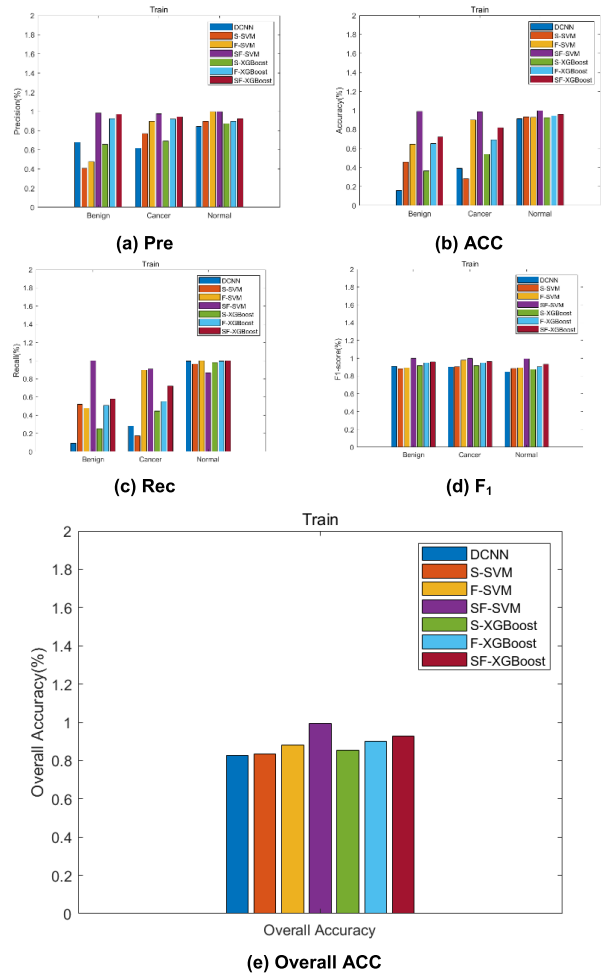 Train
Precision(%)
2
1.8
1.6
1.4
1.2
1
0.8
0.6
0.4
0.2
0
DCNN
S-SVM
F-SVM
SF-SVM
S-XGBoost
F-XGBoost
SF-XGBoost
Benign Cancer Normal
(a) Pre
Train
Accuracy(%)
2
1.8
1.6
1.4
1.2
1
0.8
0.6
0.4
0.2
0
DCNN
S-SVM
F-SVM
SF-SVM
S-XGBoost
F-XGBoost
SF-XGBoost
Benign Cancer Normal
(b) ACC
Train
Recall(%)
2
1.8
1.6
1.4
1.2
1
0.8
0.6
0.4
0.2
0
DCNN
S-SVM
F-SVM
SF-SVM
S-XGBoost
F-XGBoost
SF-XGBoost
Benign Cancer Normal
(c) Rec
Train
F1-score(%)
2
1.8
1.6
1.4
1.2
1
0.8
0.6
0.4
0.2
0
DCNN
S-SVM
F-SVM
SF-SVM
S-XGBoost
F-XGBoost
SF-XGBoost
Benign Cancer Normal
(d) F₁
Train
Overall Accuracy(%)
2
1.8
1.6
1.4
1.2
1
0.8
0.6
0.4
0.2
0
DCNN
S-SVM
F-SVM
SF-SVM
S-XGBoost
F-XGBoost
SF-XGBoost
Overall Accuracy
(e) Overall ACC